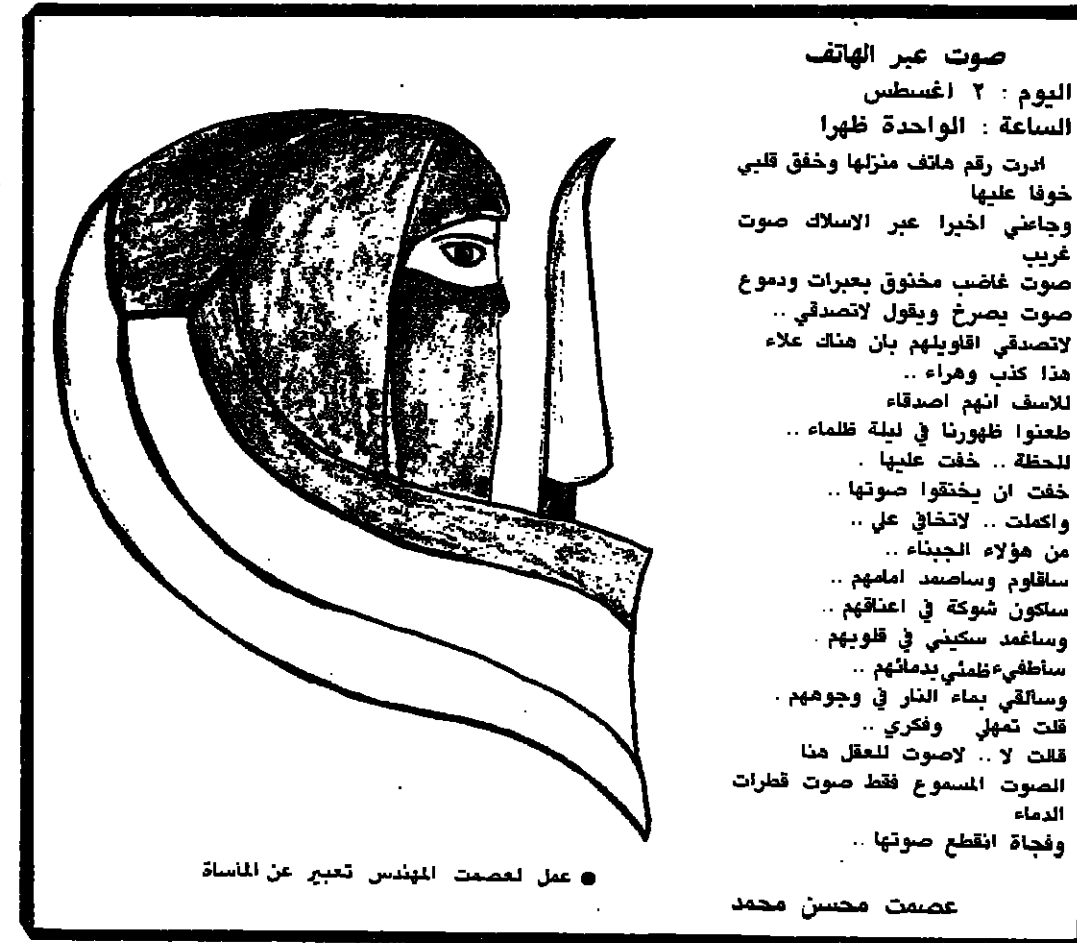 صوت عبر الهاتف
اليوم : ٢ اغسطس
الساعة : الواحدة ظهرا
ادرت رقم هاتف منزلها وخفق قلبي
خوفا عليها
وجاءني اخيرا عبر الاسلاك صوت
غريب
صوت غاضب مخنوق بعبرات ودموع
صوت يصرخ ويقول لاتصدقي ..
لاتصدقي اقاويلهم بان هناك علاء
هذا كذب وهراء ..
للاسف انهم اصدقاء
طعنوا ظهورنا في ليلة ظلماء ..
للحظة .. خفت عليها .
خفت ان يخنقوا صوتها ..
واكملت .. لاتخافي علي ..
من هؤلاء الجبناء ..
ساقاوم وساصمد امامهم ..
ساكون شوكة في اعناقهم ..
وساغمد سكيني في قلوبهم .
سأطفيء ظمئي بدمائهم ..
وسألقي بماء النار في وجوههم .
قلت تمهلي وفكري ..
قالت لا .. لاصوت للعقل هنا
الصوت المسموع فقط صوت قطرات
الدماء
وفجاة انقطع صوتها ..
عصمت محسن محمد
● عمل لعصمت المهندس تعبير عن المأساة